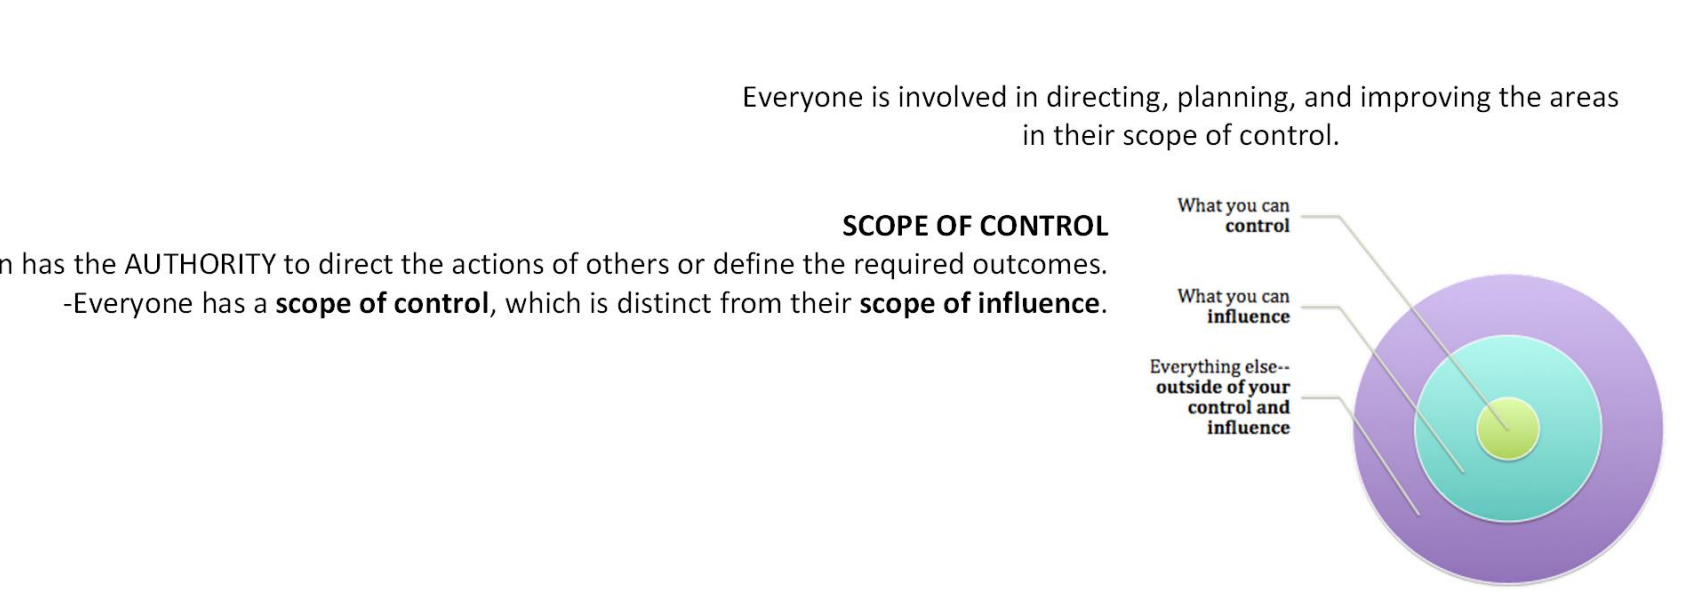 Everyone is involved in directing, planning, and improving the areas
in their scope of control.
SCOPE OF CONTROL
n has the AUTHORITY to direct the actions of others or define the required outcomes.
-Everyone has a scope of control, which is distinct from their scope of influence.
What you can
control
What you can
influence
Everything else--
outside of your
control and
influence